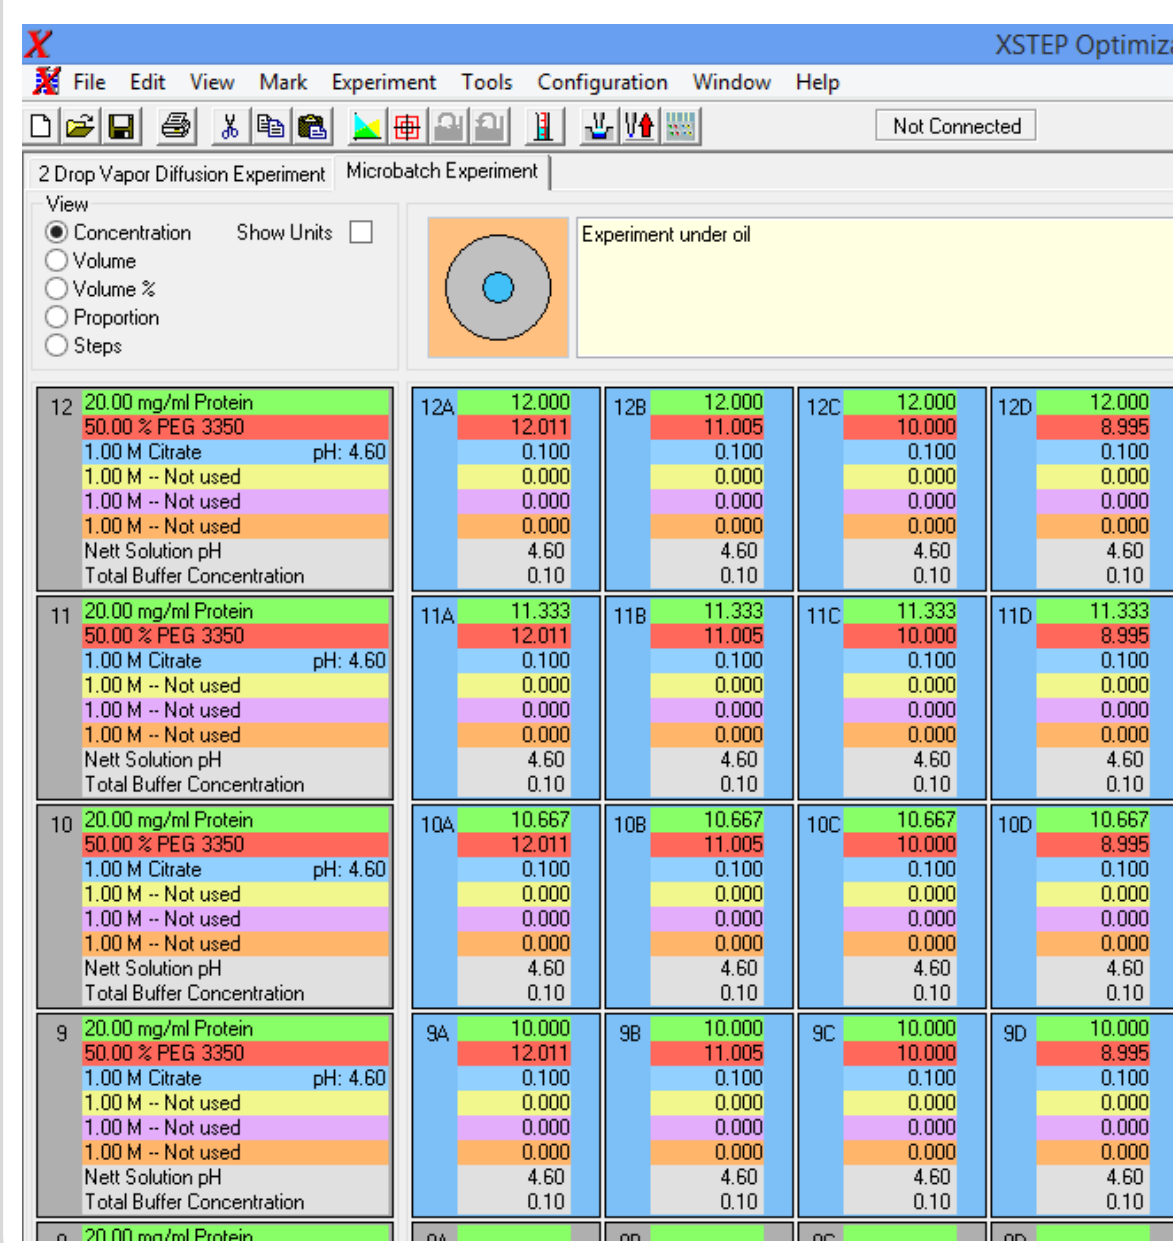 XSTEP Optimiz
File Edit View Mark Experiment Tools Configuration Window Help
Not Connected
2 Drop Vapor Diffusion Experiment Microbatch Experiment
View
Concentration Show Units
Volume
Volume %
Proportion
Steps
Experiment under oil
12 20.00 mg/ml Protein 12A 12.000 12B 12.000 12C 12.000 12D 12.000
50.00 % PEG 3350 12.011 11.005 10.000 8.995
1.00 M Citrate pH: 4.60 0.100 0.100 0.100 0.100
1.00 M -- Not used 0.000 0.000 0.000 0.000
1.00 M -- Not used 0.000 0.000 0.000 0.000
1.00 M -- Not used 0.000 0.000 0.000 0.000
Nett Solution pH 4.60 4.60 4.60 4.60
Total Buffer Concentration 0.10 0.10 0.10 0.10
11 20.00 mg/ml Protein 11A 11.333 11B 11.333 11C 11.333 11D 11.333
50.00 % PEG 3350 12.011 11.005 10.000 8.995
1.00 M Citrate pH: 4.60 0.100 0.100 0.100 0.100
1.00 M -- Not used 0.000 0.000 0.000 0.000
1.00 M -- Not used 0.000 0.000 0.000 0.000
1.00 M -- Not used 0.000 0.000 0.000 0.000
Nett Solution pH 4.60 4.60 4.60 4.60
Total Buffer Concentration 0.10 0.10 0.10 0.10
10 20.00 mg/ml Protein 10A 10.667 10B 10.667 10C 10.667 10D 10.667
50.00 % PEG 3350 12.011 11.005 10.000 8.995
1.00 M Citrate pH: 4.60 0.100 0.100 0.100 0.100
1.00 M -- Not used 0.000 0.000 0.000 0.000
1.00 M -- Not used 0.000 0.000 0.000 0.000
1.00 M -- Not used 0.000 0.000 0.000 0.000
Nett Solution pH 4.60 4.60 4.60 4.60
Total Buffer Concentration 0.10 0.10 0.10 0.10
9 20.00 mg/ml Protein 9A 10.000 9B 10.000 9C 10.000 9D 10.000
50.00 % PEG 3350 12.011 11.005 10.000 8.995
1.00 M Citrate pH: 4.60 0.100 0.100 0.100 0.100
1.00 M -- Not used 0.000 0.000 0.000 0.000
1.00 M -- Not used 0.000 0.000 0.000 0.000
1.00 M -- Not used 0.000 0.000 0.000 0.000
Nett Solution pH 4.60 4.60 4.60 4.60
Total Buffer Concentration 0.10 0.10 0.10 0.10
20.00 mg/ml Protein